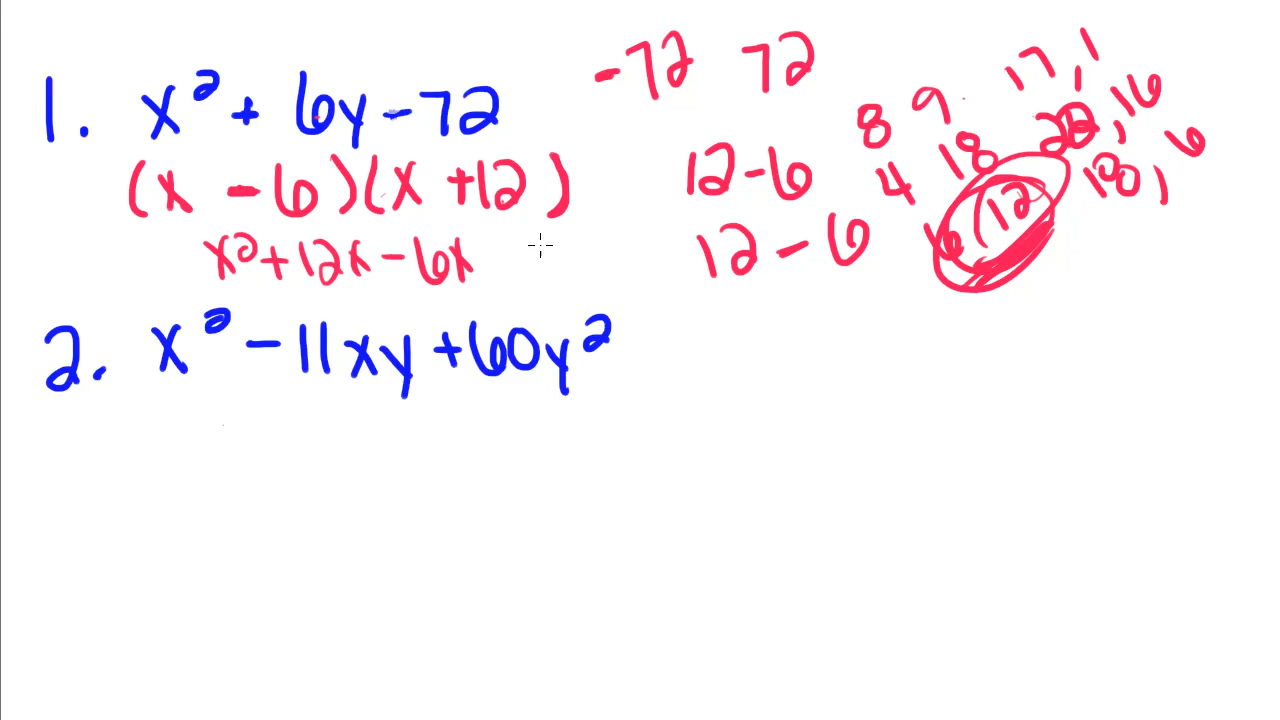 1. x² + 6y - 72
(x - 6)(x + 12)
x² + 12x - 6x
2. x² - 11xy + 60y²
-72 72
12 - 6
12 - 6
8 9
4 18
6 12
17, 1
, 16
, 6